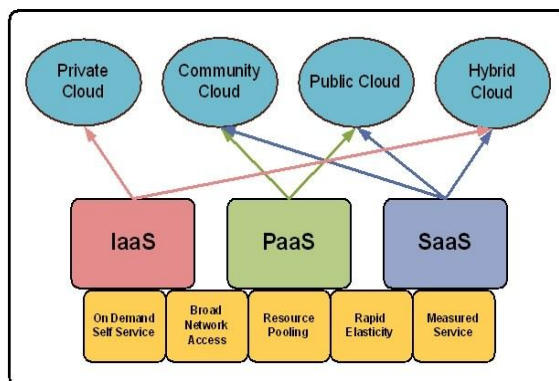 Private
Cloud
Community
Cloud
Public Cloud
Hybrid
Cloud
IaaS
PaaS
SaaS
On Demand
Self Service
Broad
Network
Access
Resource
Pooling
Rapid
Elasticity
Measured
Service